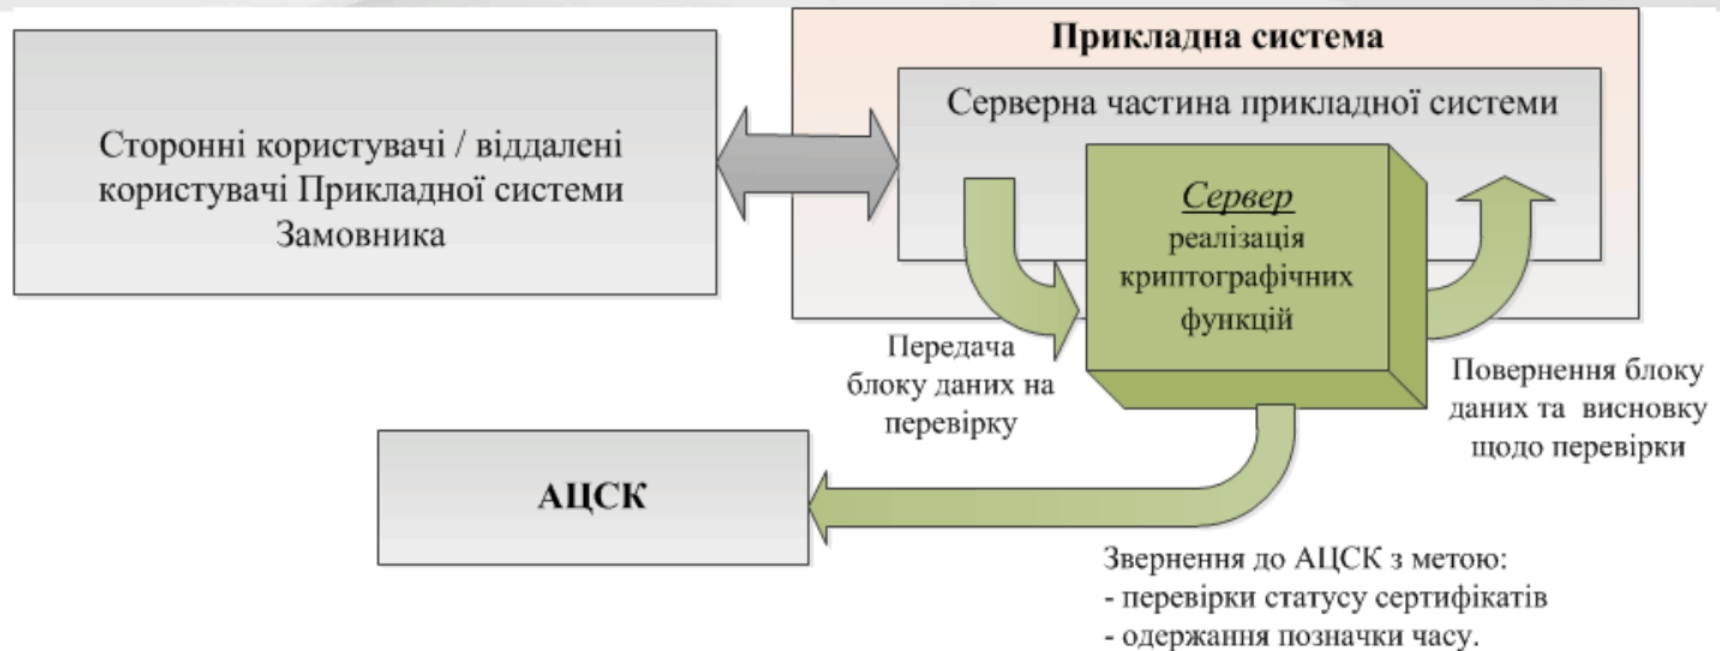 Прикладна система
Серверна частина прикладної системи
Сторонні користувачі / віддалені
користувачі Прикладної системи
Замовника
Сервер
реалізація
криптографічних
функцій
Передача
блоку даних на
перевірку
Повернення блоку
даних та висновку
щодо перевірки
АЦСК
Звернення до АЦСК з метою:
- перевірки статусу сертифікатів
- одержання позначки часу.